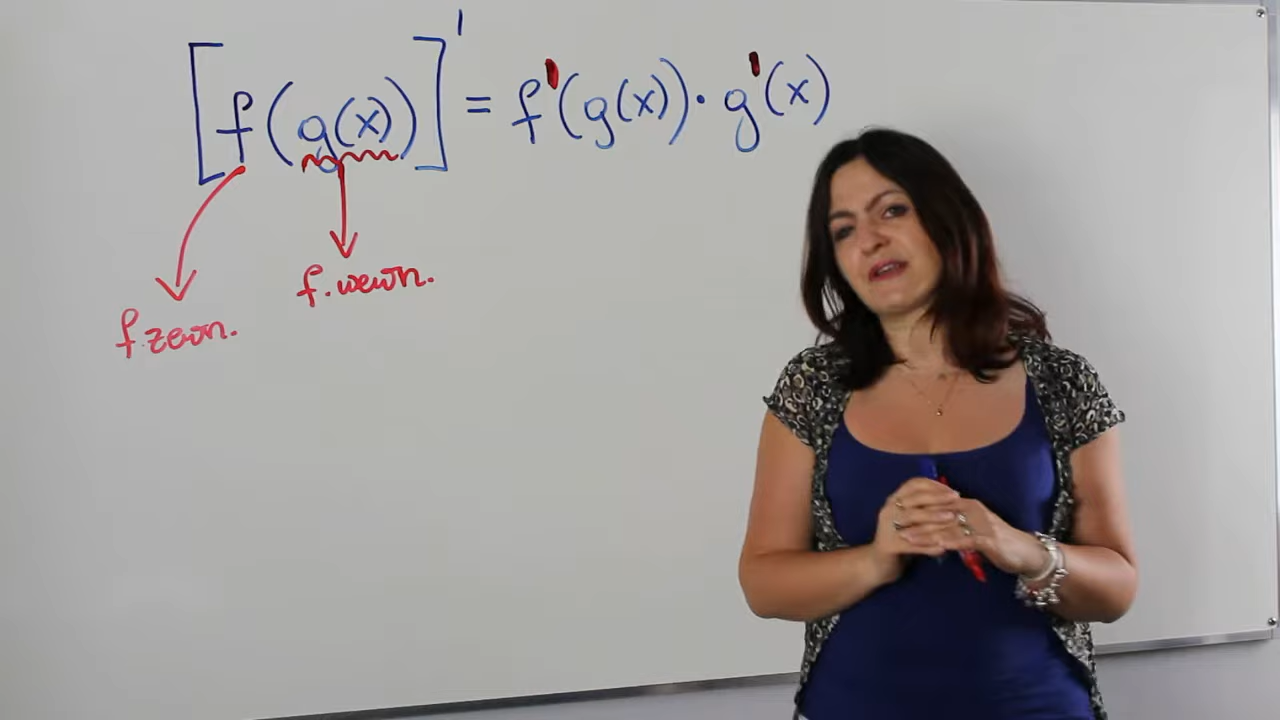 [f(g(x))]' = f'(g(x)) · g'(x)
f. wewn.
f. zewn.